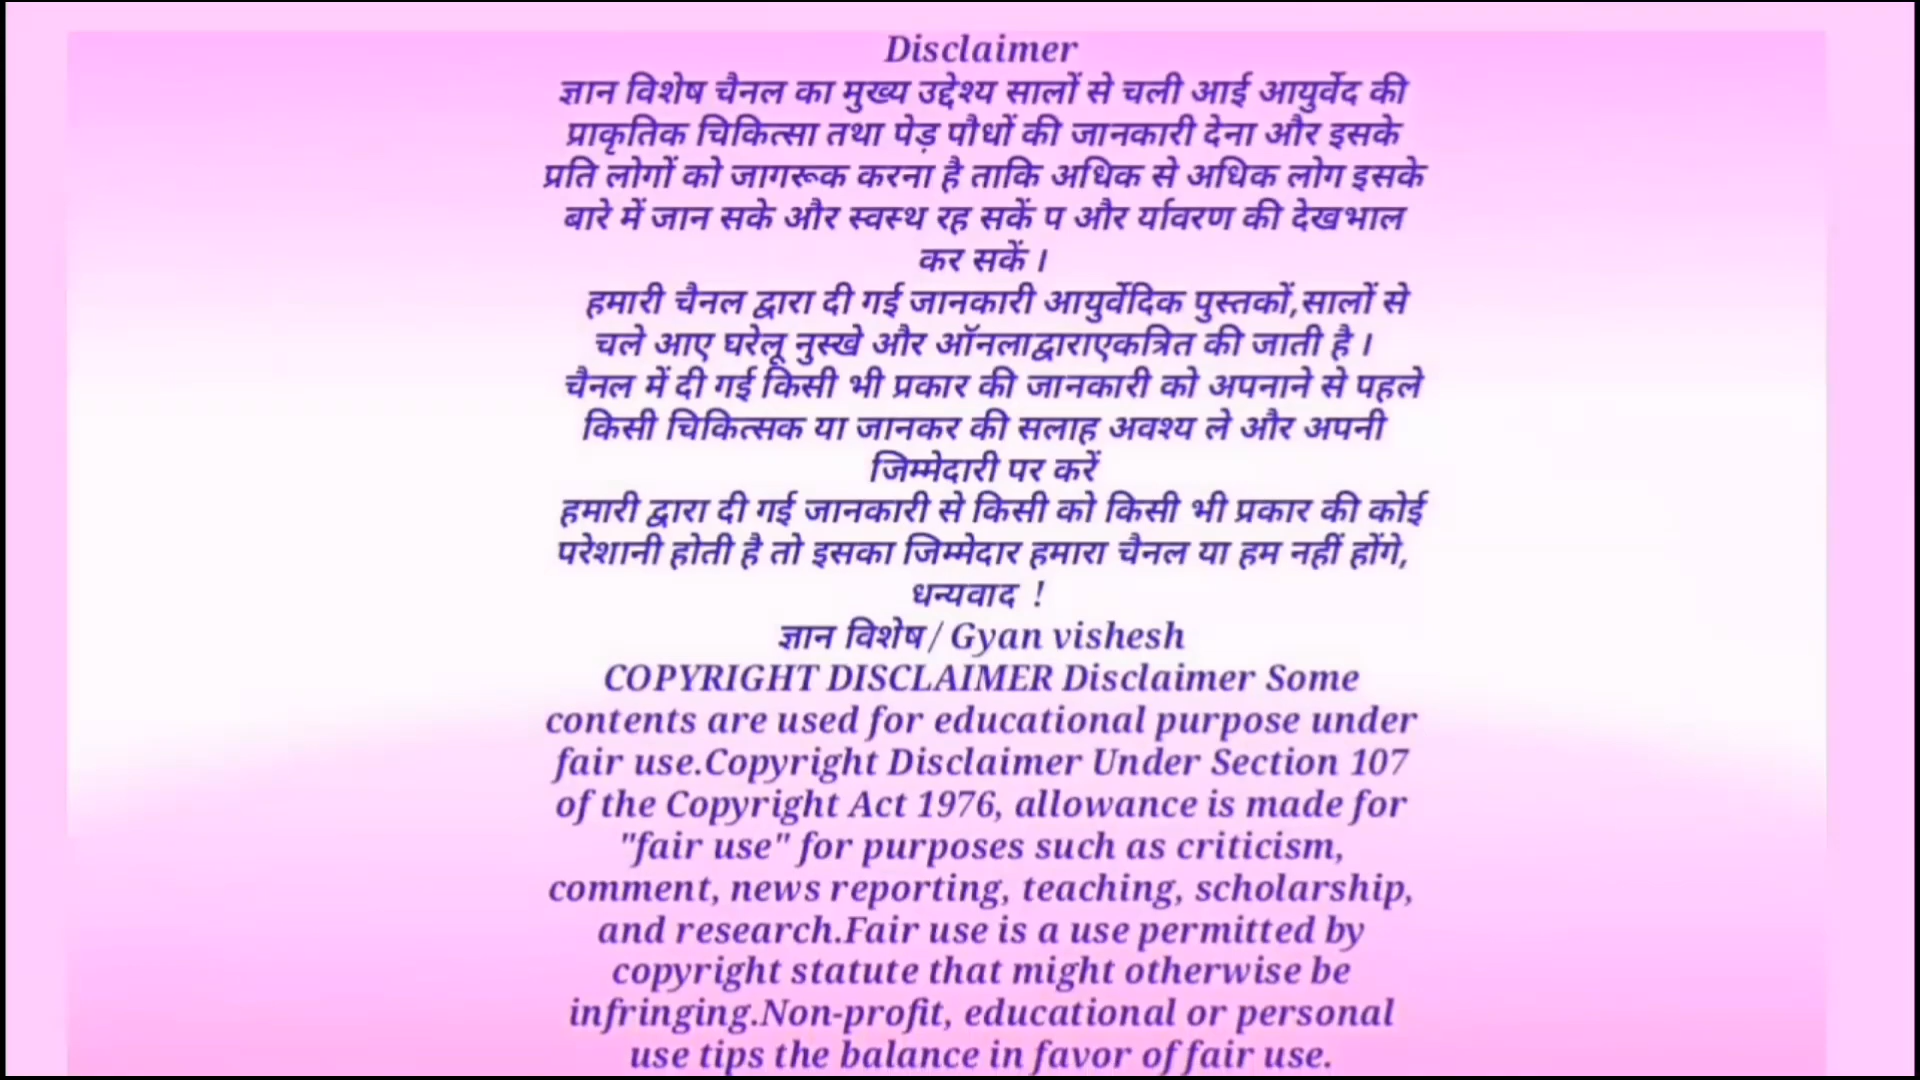 Disclaimer
ज्ञान विशेष चैनल का मुख्य उद्देश्य सालों से चली आई आयुर्वेद की
प्राकृतिक चिकित्सा तथा पेड़ पौधों की जानकारी देना और इसके
प्रति लोगों को जागरूक करना है ताकि अधिक से अधिक लोग इसके
बारे में जान सके और स्वस्थ रह सकें प और र्यावरण की देखभाल
कर सकें ।
हमारी चैनल द्वारा दी गई जानकारी आयुर्वेदिक पुस्तकों,सालों से
चले आए घरेलू नुस्खे और ऑनलाद्वाराएकत्रित की जाती है ।
चैनल में दी गई किसी भी प्रकार की जानकारी को अपनाने से पहले
किसी चिकित्सक या जानकर की सलाह अवश्य ले और अपनी
जिम्मेदारी पर करें
हमारी द्वारा दी गई जानकारी से किसी को किसी भी प्रकार की कोई
परेशानी होती है तो इसका जिम्मेदार हमारा चैनल या हम नहीं होंगे,
धन्यवाद !
ज्ञान विशेष/ Gyan vishesh
COPYRIGHT DISCLAIMER Disclaimer Some
contents are used for educational purpose under
fair use.Copyright Disclaimer Under Section 107
of the Copyright Act 1976, allowance is made for
"fair use" for purposes such as criticism,
comment, news reporting, teaching, scholarship,
and research.Fair use is a use permitted by
copyright statute that might otherwise be
infringing.Non-profit, educational or personal
use tips the balance in favor of fair use.